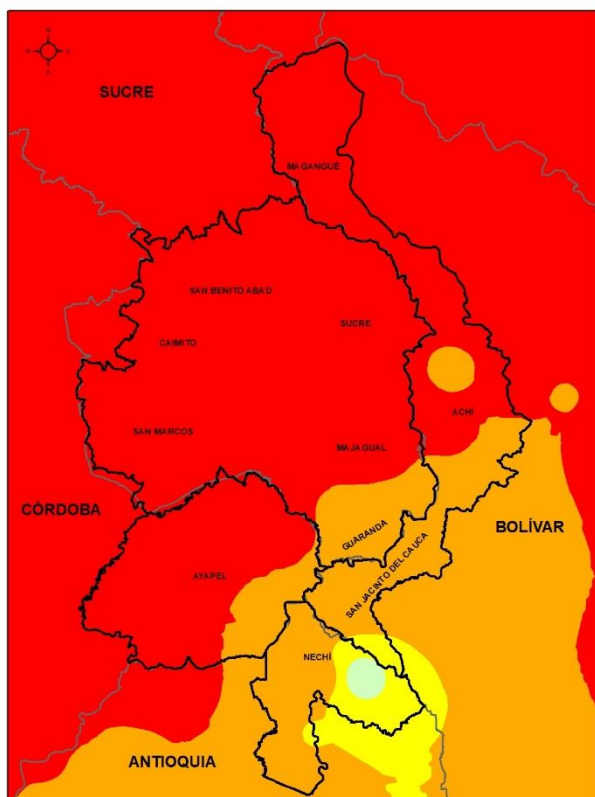 N
W E
S
SUCRE
MAGANGUÉ
SAN BENITO ABAD
SUCRE
CAIMITO
ACHÍ
SAN MARCOS
MAJAGUAL
CÓRDOBA
BOLÍVAR
GUARANDA
SAN JACINTO DEL CAUCA
AYAPEL
NECHÍ
ANTIOQUIA